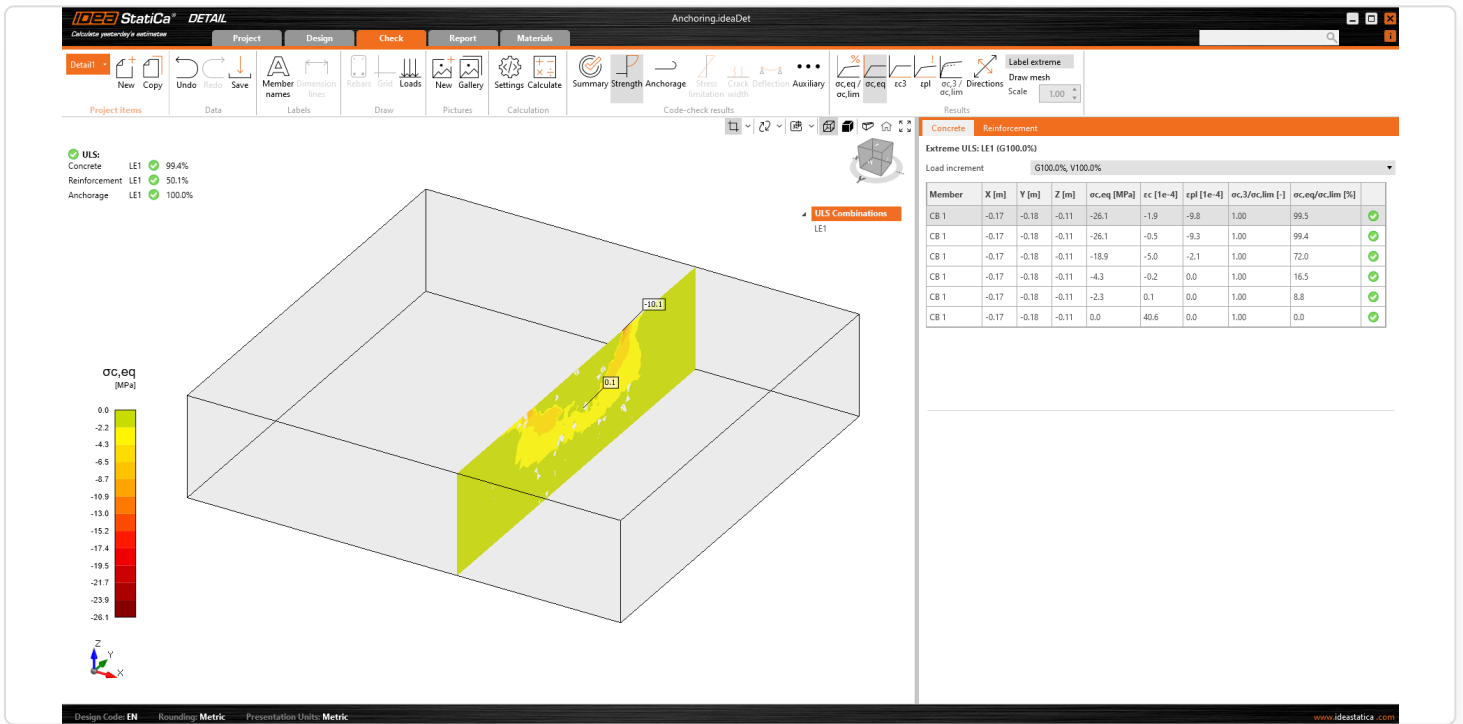 IDEA StatiCa® DETAIL
Calculate yesterday's estimates
Anchoring.ideaDet
Project Design Check Report Materials
Detail1
New Copy Undo Redo Save Member names Dimension lines Rebars Grid Loads New Gallery Settings Calculate Summary Strength Anchorage Stress limitation Crack width Deflection Auxiliary σc,eq / σc,lim σc,eq εc3 εpl σc,3 / σc,lim Directions
Label extreme
Draw mesh
Scale 1.00
Project items Data Labels Draw Pictures Calculation Code-check results Results
ULS:
Concrete LE1 99.4%
Reinforcement LE1 50.1%
Anchorage LE1 100.0%
ULS Combinations
LE1
-10.1
0.1
σc,eq
[MPa]
0.0
-2.2
-4.3
-6.5
-8.7
-10.9
-13.0
-15.2
-17.4
-19.5
-21.7
-23.9
-26.1
Z
Y
X
Concrete Reinforcement
Extreme ULS: LE1 (G100.0%)
Load increment G100.0%, V100.0%
Member X [m] Y [m] Z [m] σc,eq [MPa] εc [1e-4] εpl [1e-4] σc,3/σc,lim [-] σc,eq/σc,lim [%]
CB 1 -0.17 -0.18 -0.11 -26.1 -1.9 -9.8 1.00 99.5
CB 1 -0.17 -0.18 -0.11 -26.1 -0.5 -9.3 1.00 99.4
CB 1 -0.17 -0.18 -0.11 -18.9 -5.0 -2.1 1.00 72.0
CB 1 -0.17 -0.18 -0.11 -4.3 -0.2 0.0 1.00 16.5
CB 1 -0.17 -0.18 -0.11 -2.3 0.1 0.0 1.00 8.8
CB 1 -0.17 -0.18 -0.11 0.0 40.6 0.0 1.00 0.0
Design Code: EN Rounding: Metric Presentation Units: Metric
www.ideastatica.com